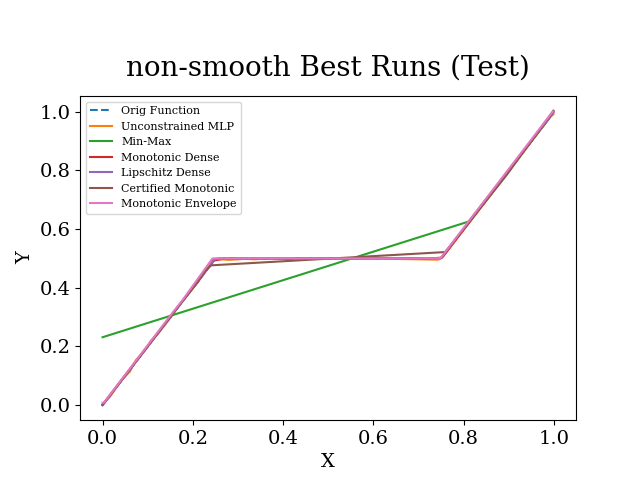 non-smooth Best Runs (Test)
Orig Function
Unconstrained MLP
Min-Max
Monotonic Dense
Lipschitz Dense
Certified Monotonic
Monotonic Envelope
1.0
0.8
0.6
0.4
0.2
0.0
Y
0.0 0.2 0.4 0.6 0.8 1.0
X